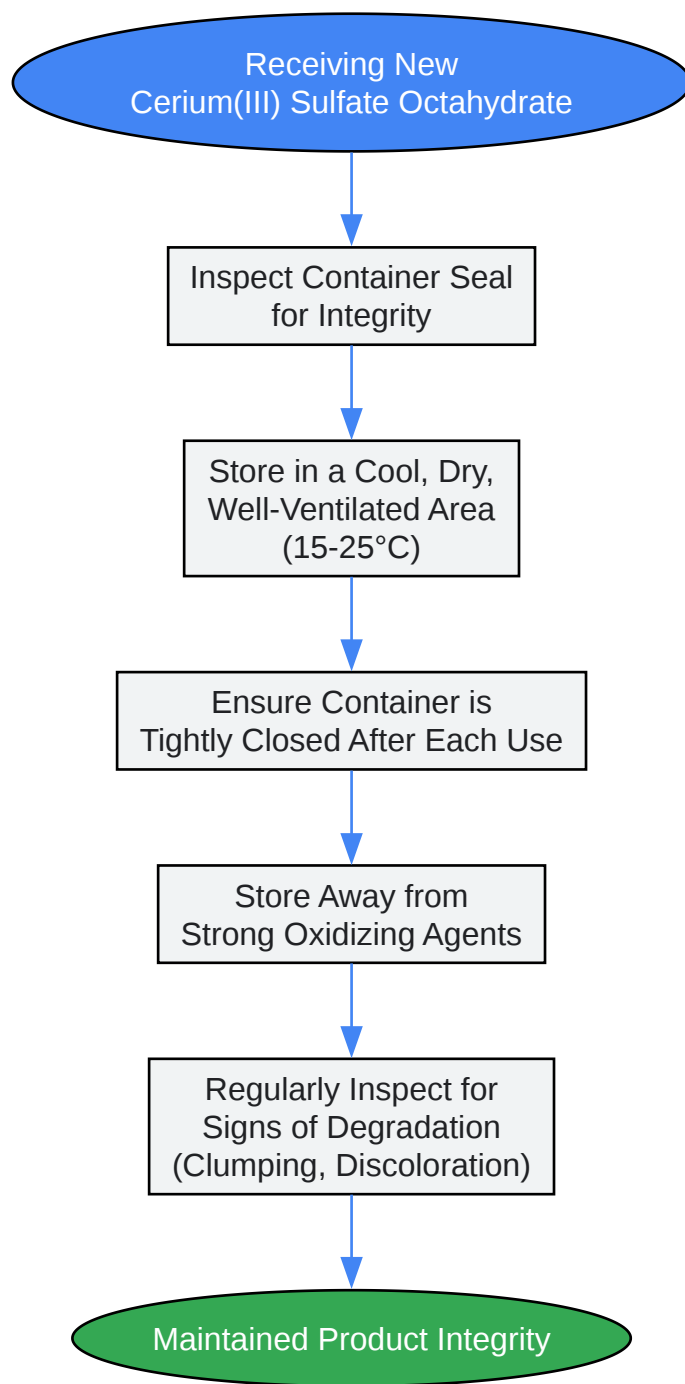 Receiving New
Cerium(III) Sulfate Octahydrate
Inspect Container Seal
for Integrity
Store in a Cool, Dry,
Well-Ventilated Area
(15-25°C)
Ensure Container is
Tightly Closed After Each Use
Store Away from
Strong Oxidizing Agents
Regularly Inspect for
Signs of Degradation
(Clumping, Discoloration)
Maintained Product Integrity